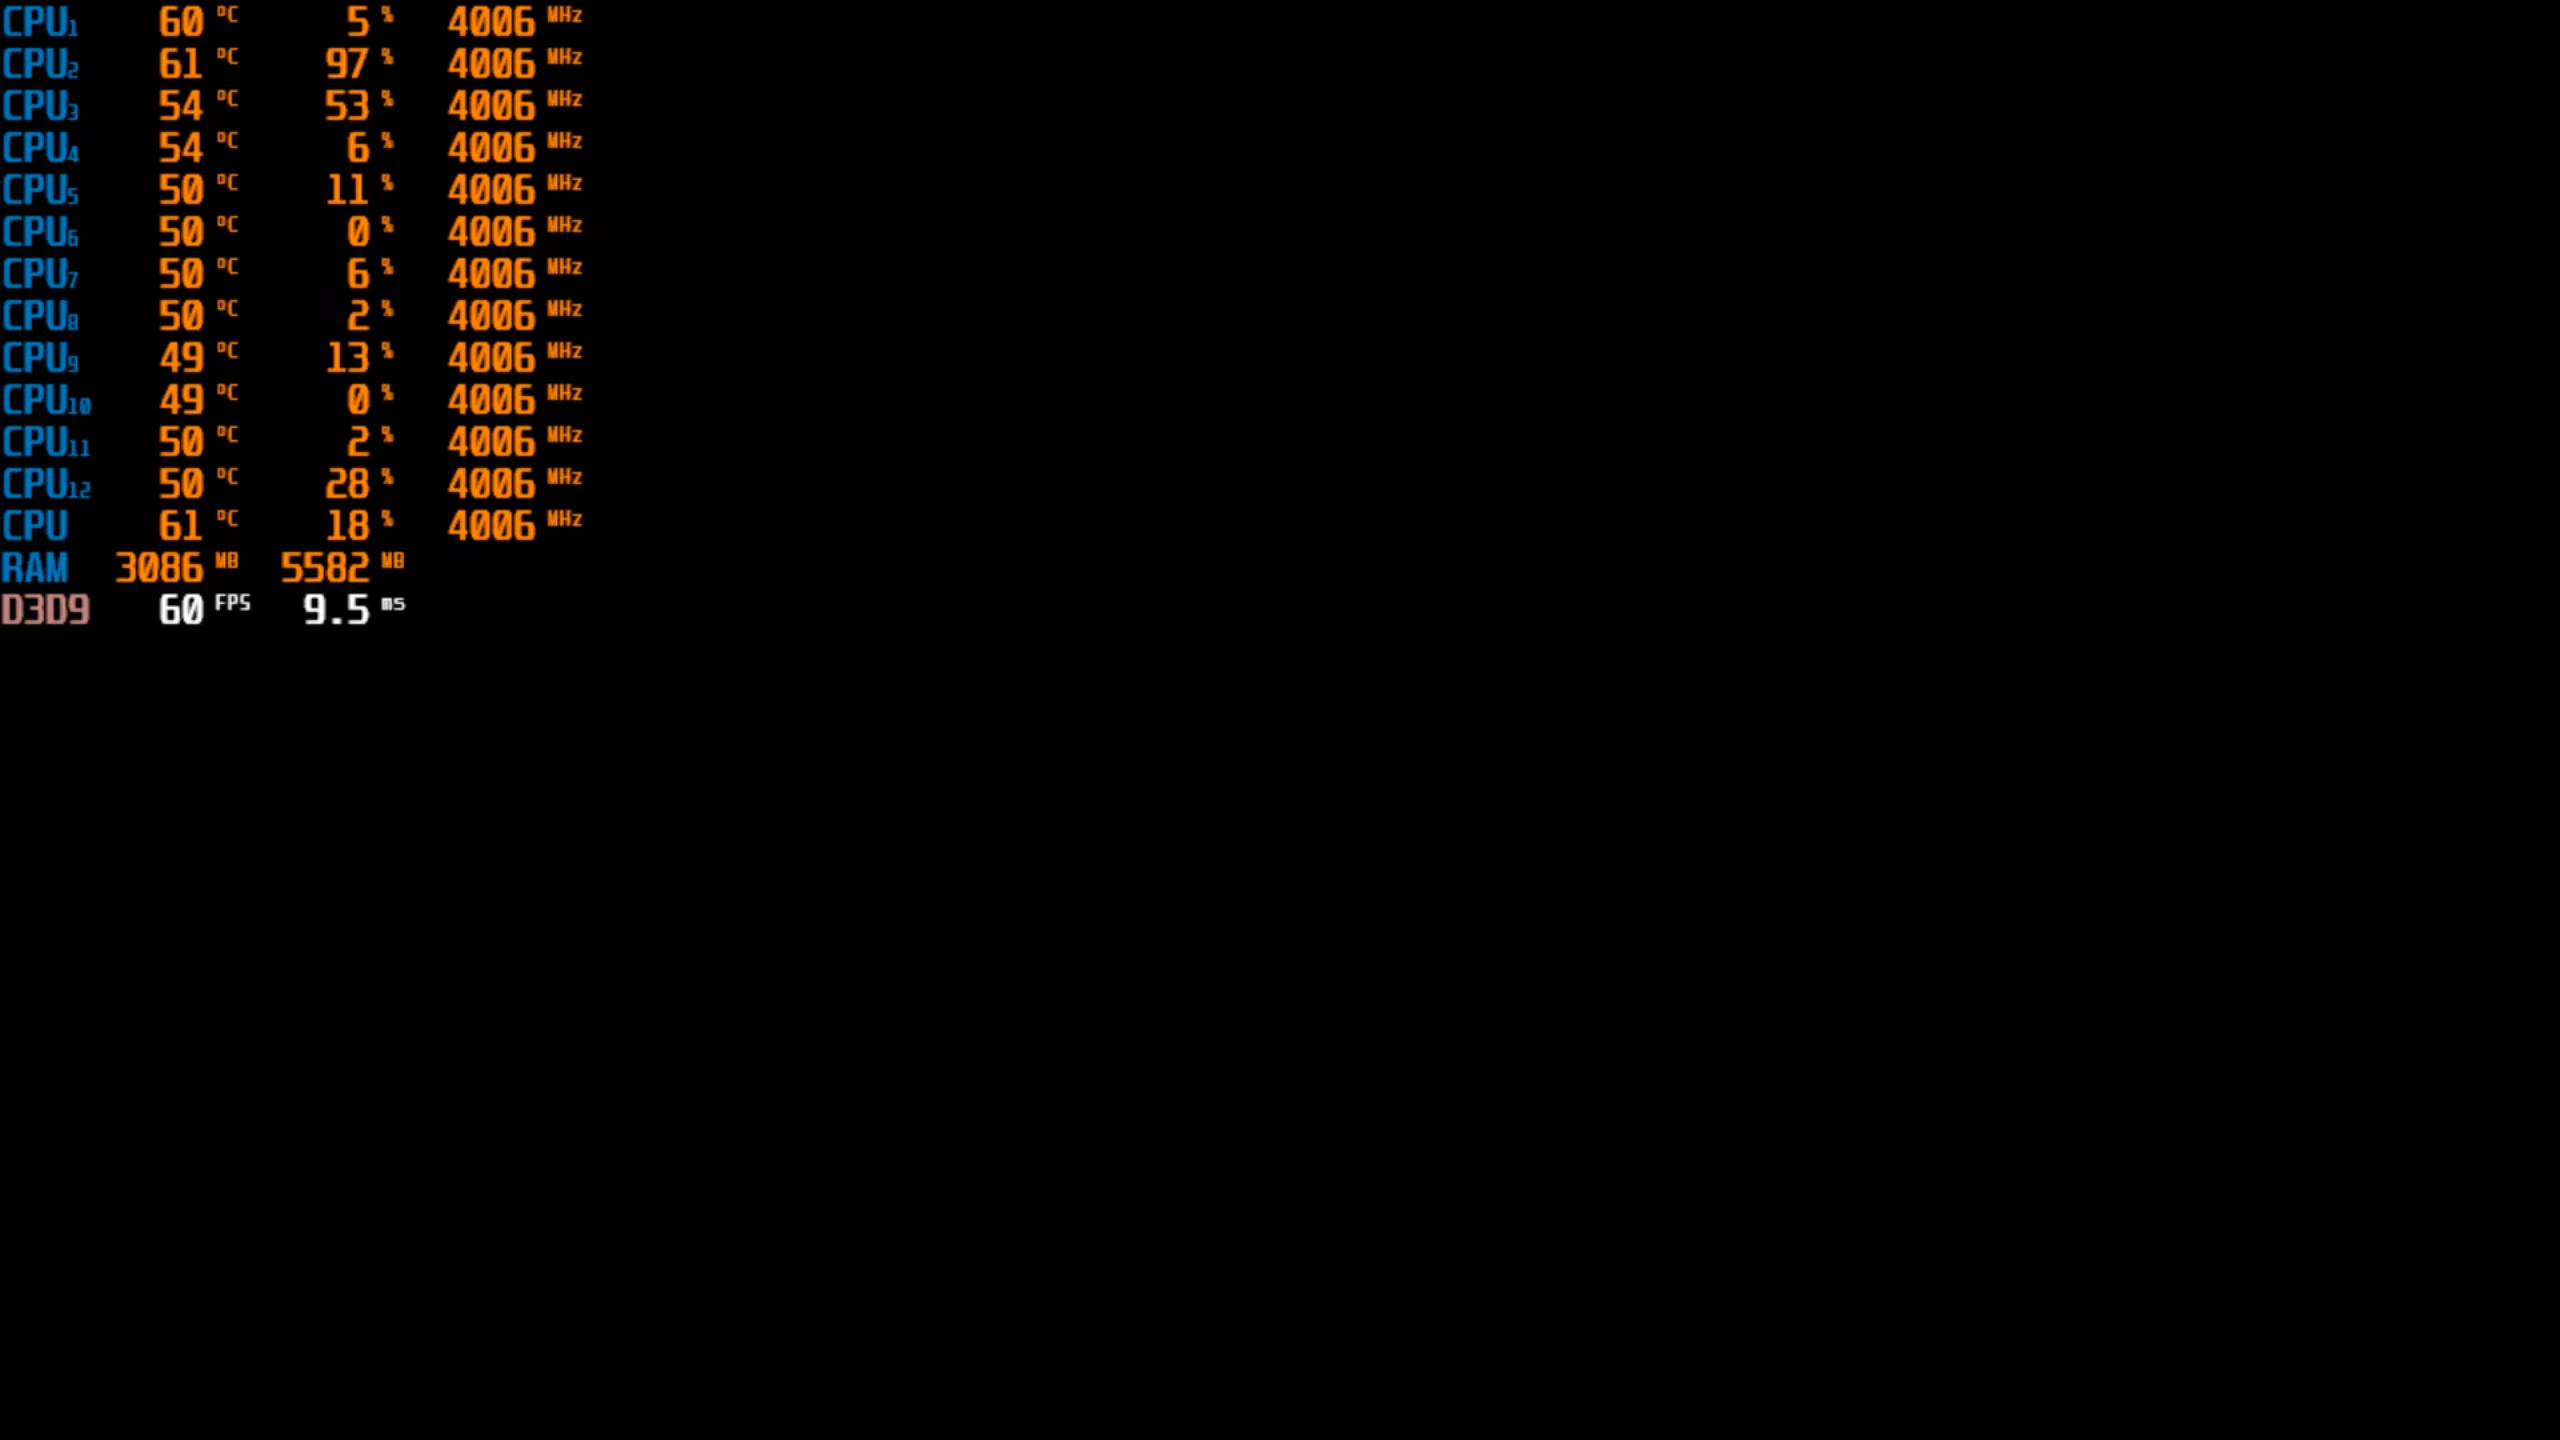 CPU1 60 °C 5 % 4006 MHz
CPU2 61 °C 97 % 4006 MHz
CPU3 54 °C 53 % 4006 MHz
CPU4 54 °C 6 % 4006 MHz
CPU5 50 °C 11 % 4006 MHz
CPU6 50 °C 0 % 4006 MHz
CPU7 50 °C 6 % 4006 MHz
CPU8 50 °C 2 % 4006 MHz
CPU9 49 °C 13 % 4006 MHz
CPU10 49 °C 0 % 4006 MHz
CPU11 50 °C 2 % 4006 MHz
CPU12 50 °C 28 % 4006 MHz
CPU 61 °C 18 % 4006 MHz
RAM 3086 MB 5582 MB
D3D9 60 FPS 9.5 ms